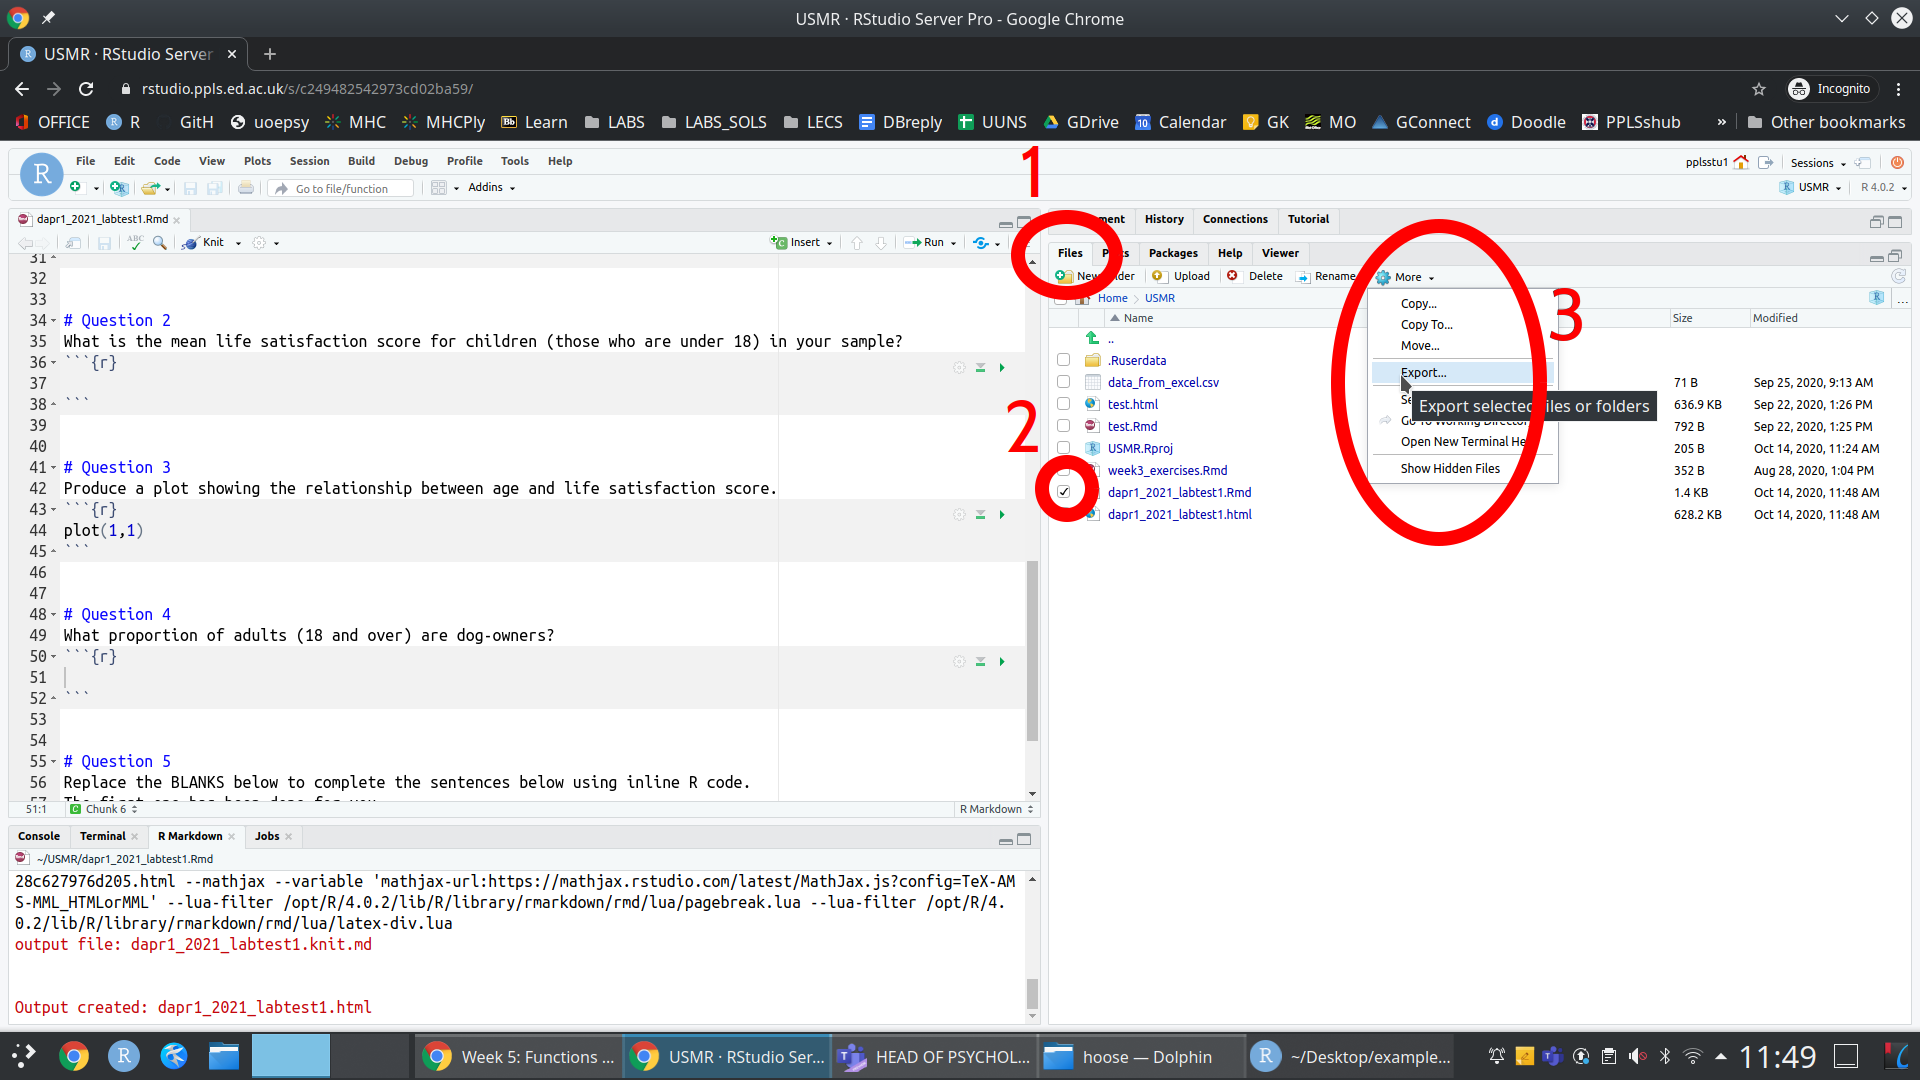 USMR · RStudio Server Pro - Google Chrome
USMR · RStudio Server
rstudio.ppls.ed.ac.uk/s/c249482542973cd02ba59/
Incognito
OFFICE R GitH uoepsy MHC MHCPly Bb Learn LABS LABS_SOLS LECS DBreply UUNS GDrive Calendar GK MO GConnect Doodle PPLSshub » Other bookmarks
1
R File Edit Code View Plots Session Build Debug Profile Tools Help
pplsstu1 Sessions
Go to file/function Addins
USMR R 4.0.2
dapr1_2021_labtest1.Rmd
ABC Knit Insert Run
31
32
33
34 # Question 2
35 What is the mean life satisfaction score for children (those who are under 18) in your sample?
36 ```{r}
37
38 ```
39
40
41 # Question 3
42 Produce a plot showing the relationship between age and life satisfaction score.
43 ```{r}
44 plot(1,1)
45 ```
46
47
48 # Question 4
49 What proportion of adults (18 and over) are dog-owners?
50 ```{r}
51
52 ```
53
54
55 # Question 5
56 Replace the BLANKS below to complete the sentences below using inline R code.
51:1 Chunk 6 R Markdown
Console Terminal R Markdown Jobs
~/USMR/dapr1_2021_labtest1.Rmd
28c627976d205.html --mathjax --variable 'mathjax-url:https://mathjax.rstudio.com/latest/MathJax.js?config=TeX-AM
S-MML_HTMLorMML' --lua-filter /opt/R/4.0.2/lib/R/library/rmarkdown/rmd/lua/pagebreak.lua --lua-filter /opt/R/4.
0.2/lib/R/library/rmarkdown/rmd/lua/latex-div.lua
output file: dapr1_2021_labtest1.knit.md
Output created: dapr1_2021_labtest1.html
History Connections Tutorial
Files Packages Help Viewer
New Upload Delete Rename More
Home USMR
Name Size Modified
..
.Ruserdata
data_from_excel.csv 71 B Sep 25, 2020, 9:13 AM
test.html 636.9 KB Sep 22, 2020, 1:26 PM
test.Rmd 792 B Sep 22, 2020, 1:25 PM
USMR.Rproj 205 B Oct 14, 2020, 11:24 AM
week3_exercises.Rmd 352 B Aug 28, 2020, 1:04 PM
dapr1_2021_labtest1.Rmd 1.4 KB Oct 14, 2020, 11:48 AM
dapr1_2021_labtest1.html 628.2 KB Oct 14, 2020, 11:48 AM
2
3
Copy...
Copy To...
Move...
Export...
Export selected files or folders
Open New Terminal He
Show Hidden Files
Week 5: Functions ... USMR · RStudio Ser... HEAD OF PSYCHOL... hoose — Dolphin ~/Desktop/example... 11:49